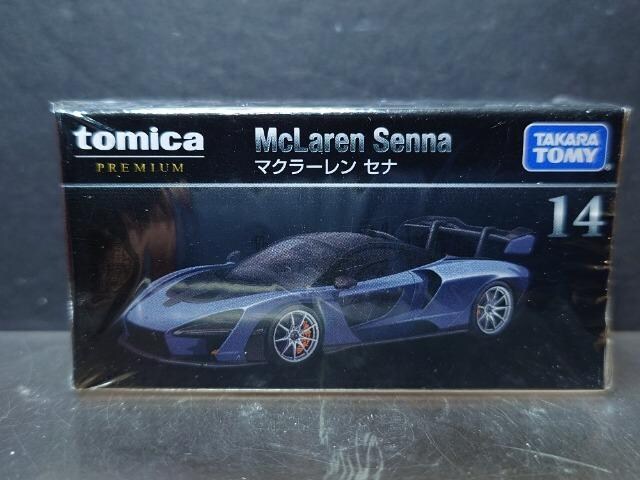 tomica
PREMIUM
McLaren Senna
マクラーレン セナ
TAKARA
TOMY
14